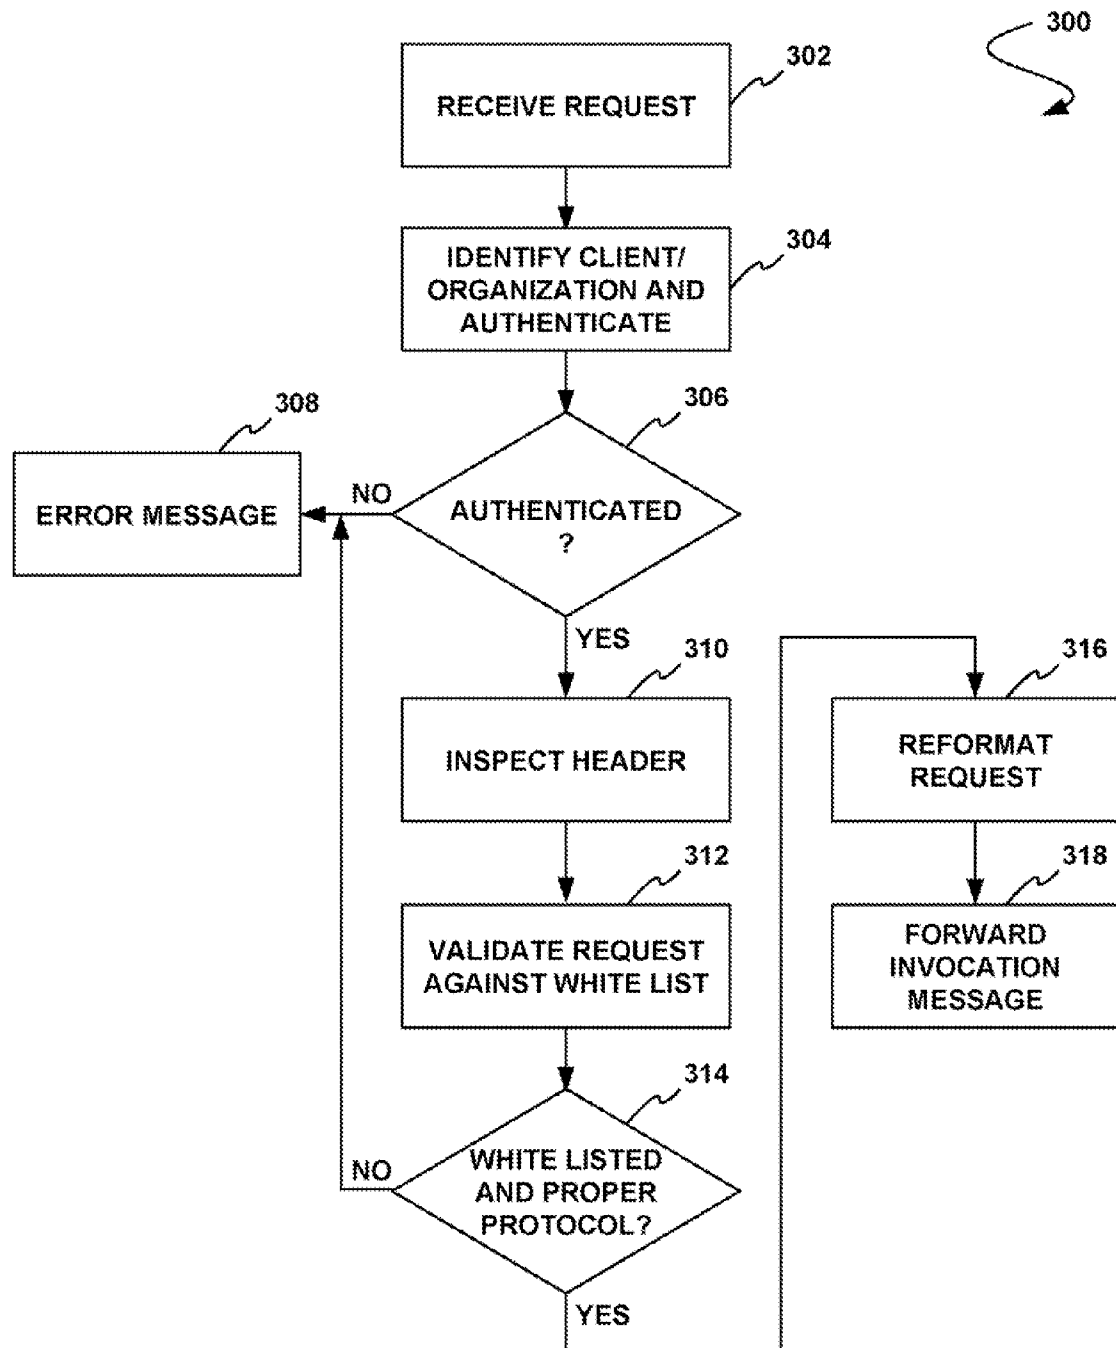 300
302
RECEIVE REQUEST
304
IDENTIFY CLIENT/
ORGANIZATION AND
AUTHENTICATE
306
308
AUTHENTICATED
?
NO
ERROR MESSAGE
YES
310
INSPECT HEADER
312
VALIDATE REQUEST
AGAINST WHITE LIST
314
WHITE LISTED
AND PROPER
PROTOCOL?
NO
YES
316
REFORMAT
REQUEST
318
FORWARD
INVOCATION
MESSAGE